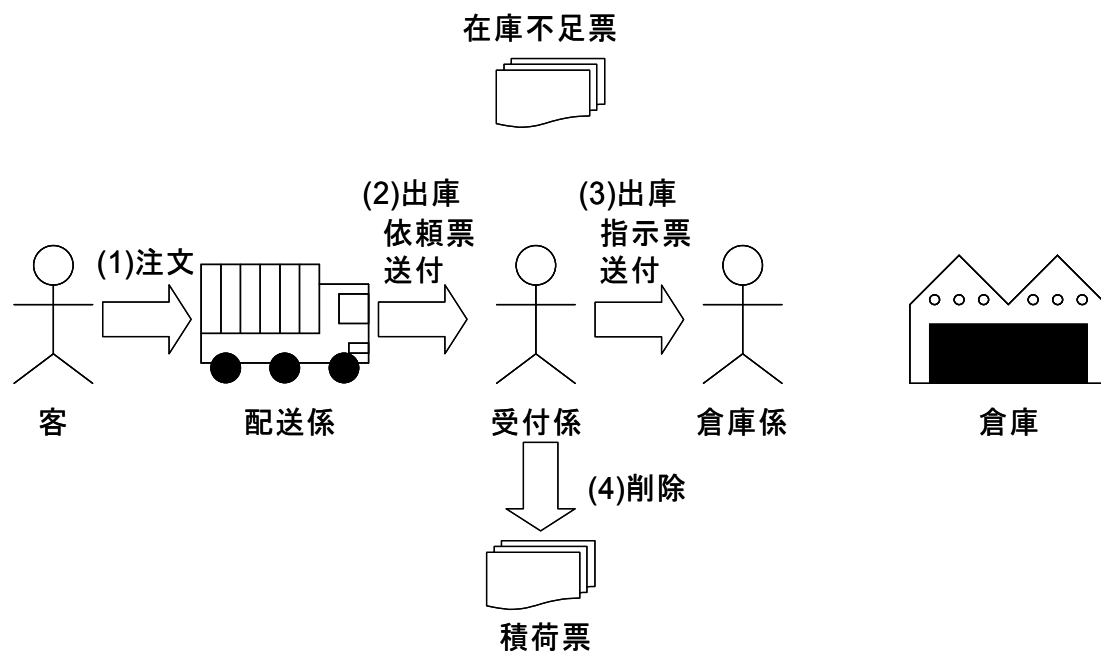 在庫不足票
(2)出庫
依頼票
送付
(3)出庫
指示票
送付
(1)注文
客
配送係
受付係
倉庫係
倉庫
(4)削除
積荷票